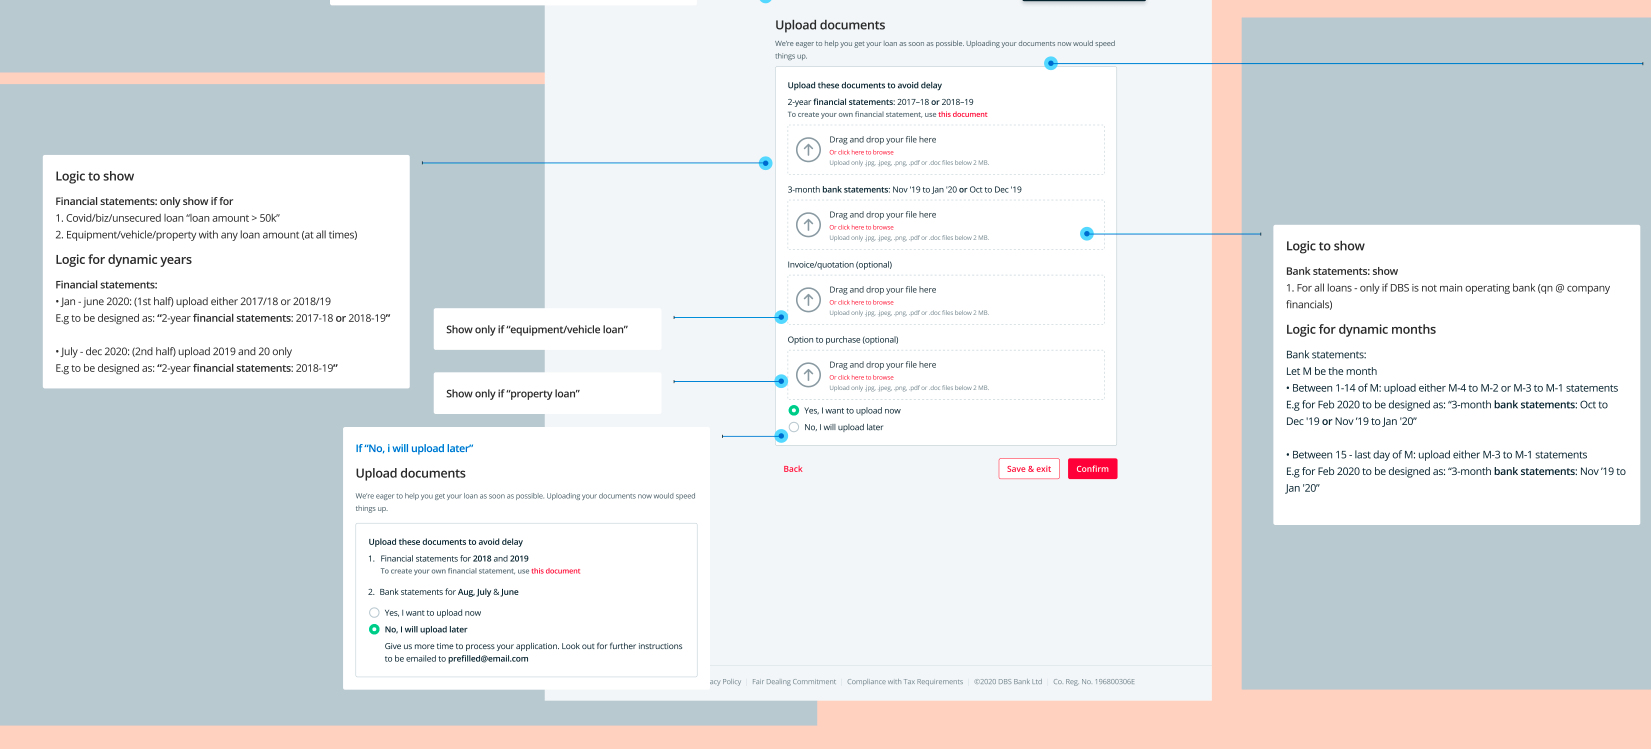 Upload documents
We're eager to help you get your loan as soon as possible. Uploading your documents now would speed
things up.
Upload these documents to avoid delay
2-year financial statements: 2017–18 or 2018–19
To create your own financial statement, use this document
Drag and drop your file here
Or click here to browse
Upload only .jpg, .jpeg, .png, .pdf or .doc files below 2 MB.
3-month bank statements: Nov '19 to Jan '20 or Oct to Dec '19
Drag and drop your file here
Or click here to browse
Upload only .jpg, .jpeg, .png, .pdf or .doc files below 2 MB.
Invoice/quotation (optional)
Drag and drop your file here
Or click here to browse
Upload only .jpg, .jpeg, .png, .pdf or .doc files below 2 MB.
Option to purchase (optional)
Drag and drop your file here
Or click here to browse
Upload only .jpg, .jpeg, .png, .pdf or .doc files below 2 MB.
Yes, I want to upload now
No, I will upload later
Back
Save & exit
Confirm
Logic to show
Financial statements: only show if for
1. Covid/biz/unsecured loan “loan amount > 50k”
2. Equipment/vehicle/property with any loan amount (at all times)
Logic for dynamic years
Financial statements:
• Jan - june 2020: (1st half) upload either 2017/18 or 2018/19
E.g to be designed as: “2-year financial statements: 2017-18 or 2018-19”
• July - dec 2020: (2nd half) upload 2019 and 20 only
E.g to be designed as: “2-year financial statements: 2018-19”
Show only if “equipment/vehicle loan”
Show only if “property loan”
If “No, i will upload later”
Upload documents
We're eager to help you get your loan as soon as possible. Uploading your documents now would speed
things up.
Upload these documents to avoid delay
1. Financial statements for 2018 and 2019
To create your own financial statement, use this document
2. Bank statements for Aug, July & June
Yes, I want to upload now
No, I will upload later
Give us more time to process your application. Look out for further instructions
to be emailed to prefilled@email.com
Logic to show
Bank statements: show
1. For all loans - only if DBS is not main operating bank (qn @ company
financials)
Logic for dynamic months
Bank statements:
Let M be the month
• Between 1-14 of M: upload either M-4 to M-2 or M-3 to M-1 statements
E.g for Feb 2020 to be designed as: “3-month bank statements: Oct to
Dec '19 or Nov '19 to Jan '20”
• Between 15 - last day of M: upload either M-3 to M-1 statements
E.g for Feb 2020 to be designed as: “3-month bank statements: Nov '19 to
Jan '20”
acy Policy | Fair Dealing Commitment | Compliance with Tax Requirements | ©2020 DBS Bank Ltd | Co. Reg. No. 196800306E